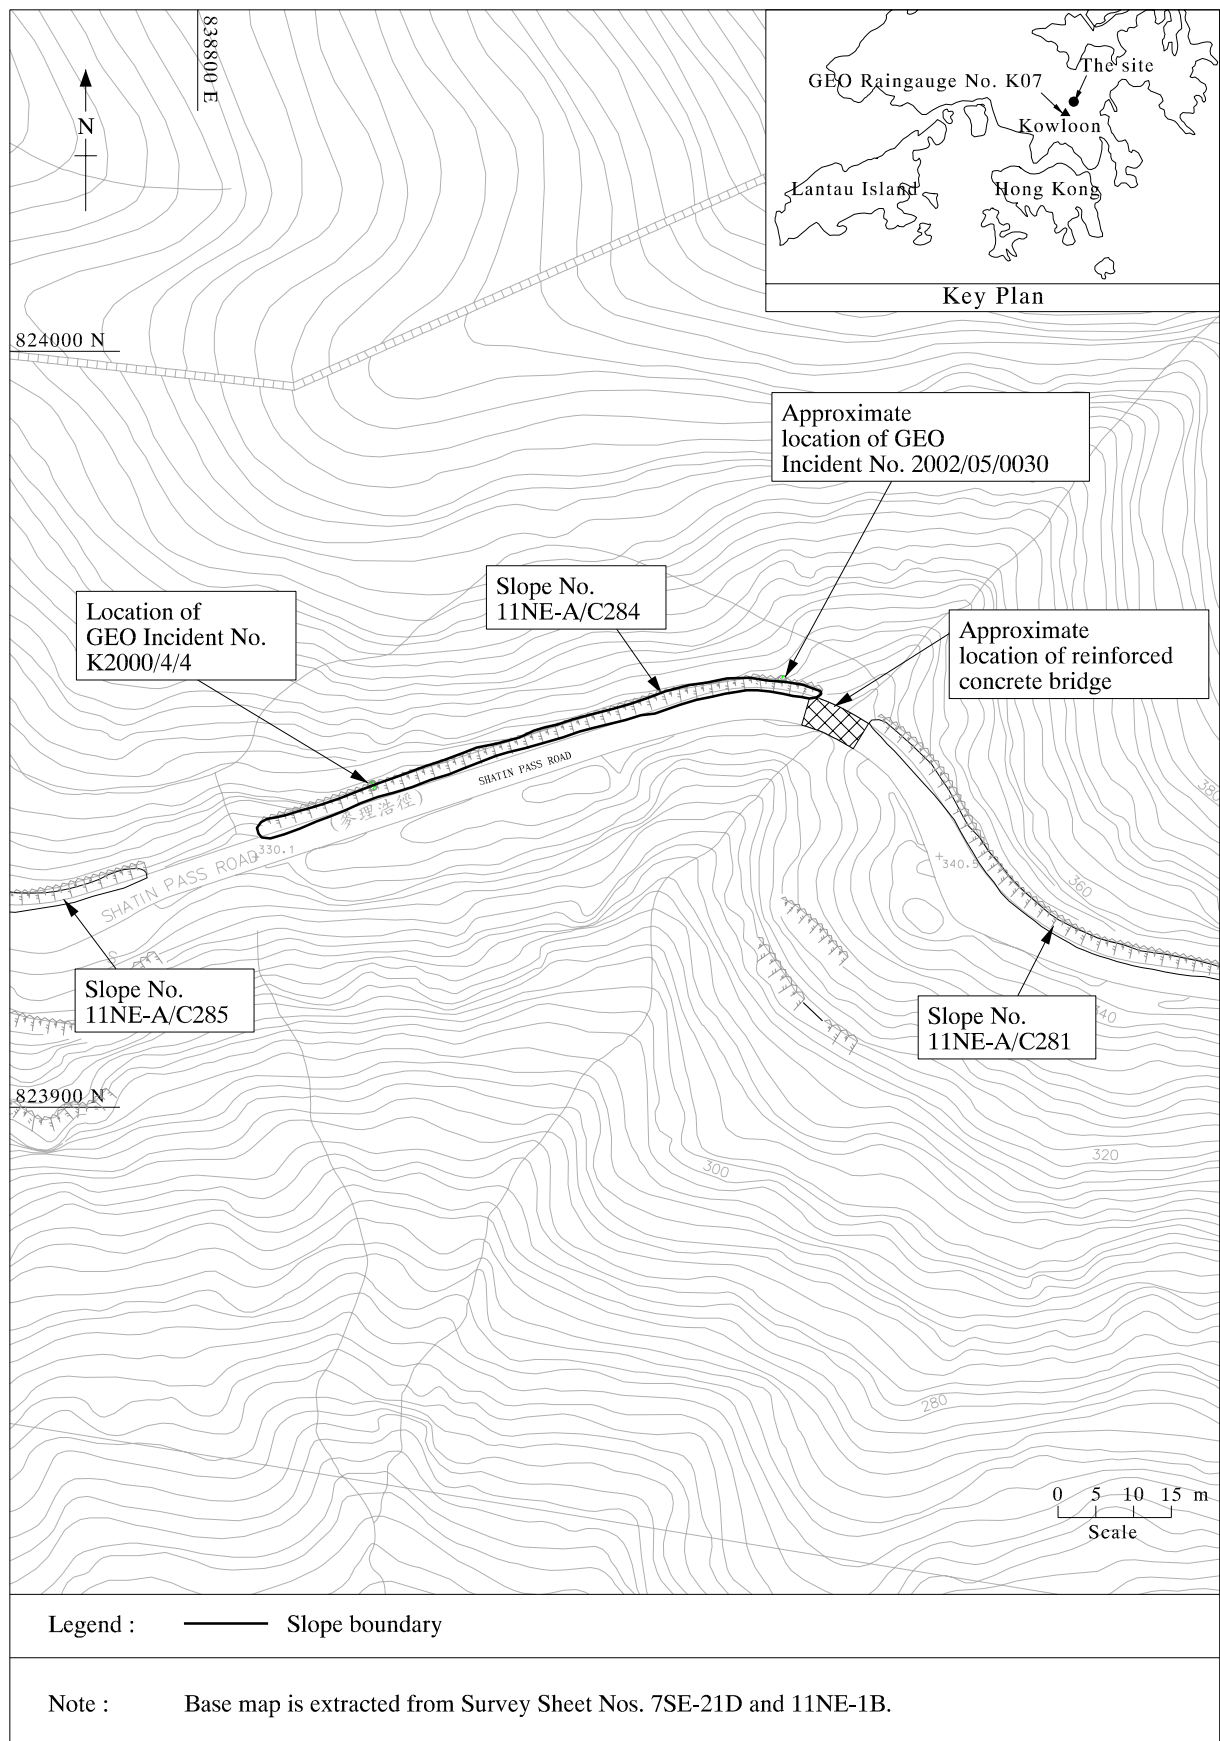 838800 E
N
GEO Raingauge No. K07
The site
Kowloon
Lantau Island
Hong Kong
Key Plan
824000 N
Approximate
location of GEO
Incident No. 2002/05/0030
Slope No.
11NE-A/C284
Location of
GEO Incident No.
K2000/4/4
Approximate
location of reinforced
concrete bridge
SHATIN PASS ROAD
(麥理浩徑)
330.1
SHATIN PASS ROAD
340.5
380
360
S
Slope No.
11NE-A/C285
Slope No.
11NE-A/C281
340
823900 N
320
300
280
0 5 10 15 m
Scale
Legend :
Slope boundary
Note :
Base map is extracted from Survey Sheet Nos. 7SE-21D and 11NE-1B.